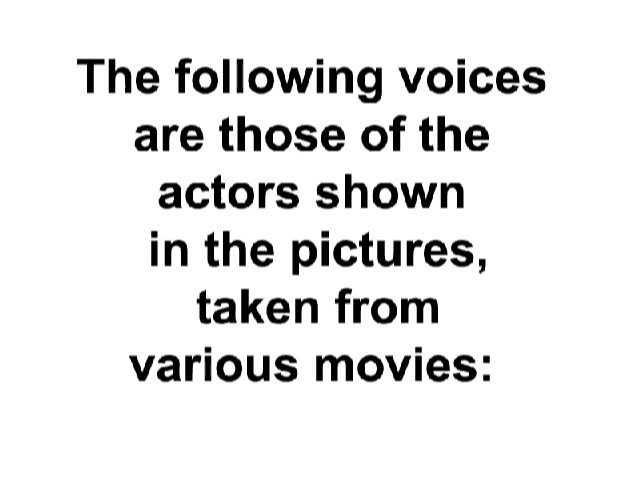 The following voices
are those of the
actors shown
in the pictures,
taken from
various movies: